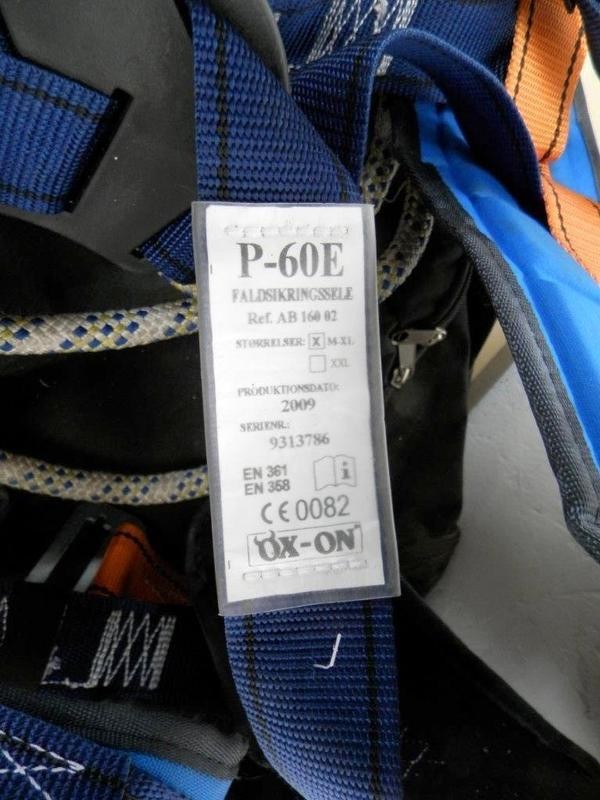 P-60E
FALDSIKRINGSSELE
Ref. AB 160 02
STØRRELSER: X M-XL
XXL
PRODUKTIONSDATO:
2009
SERIENR.:
9313786
EN 361
EN 358
i
CE 0082
OX-ON